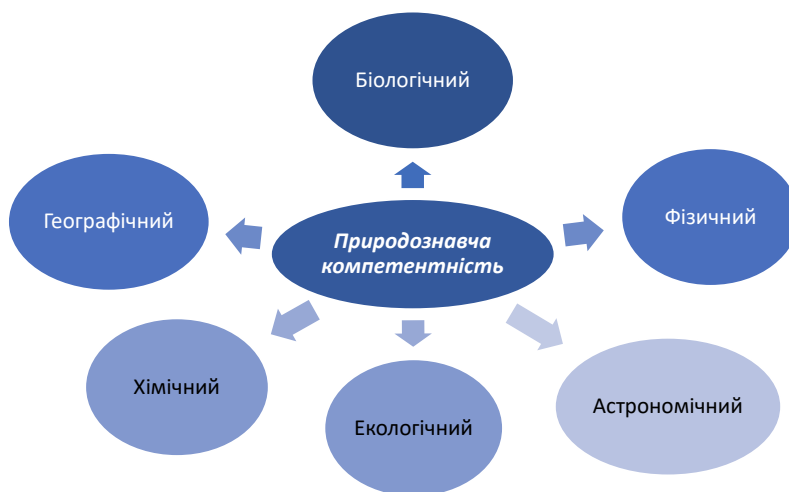 Біологічний
Географічний
Фізичний
Природознавча
компетентність
Хімічний
Екологічний
Астрономічний